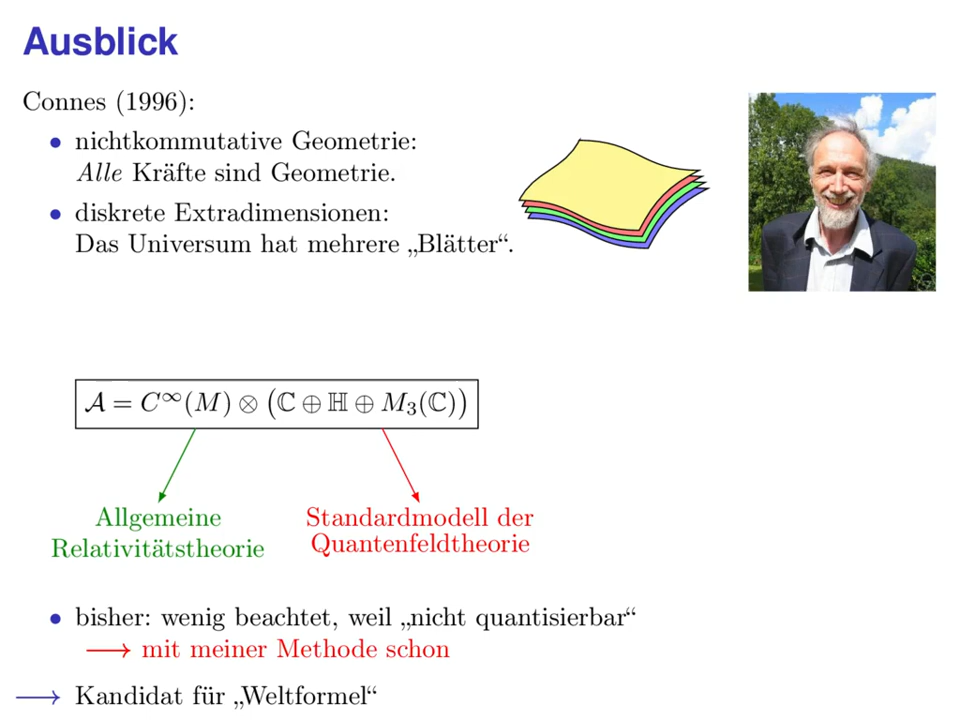 Ausblick
Connes (1996):
• nichtkommutative Geometrie:
Alle Kräfte sind Geometrie.
• diskrete Extradimensionen:
Das Universum hat mehrere „Blätter“.
𝒜 = C^∞(M) ⊗ (ℂ ⊕ ℍ ⊕ M₃(ℂ))
Allgemeine
Relativitätstheorie
Standardmodell der
Quantenfeldtheorie
• bisher: wenig beachtet, weil „nicht quantisierbar“
⟶ mit meiner Methode schon
⟶ Kandidat für „Weltformel“